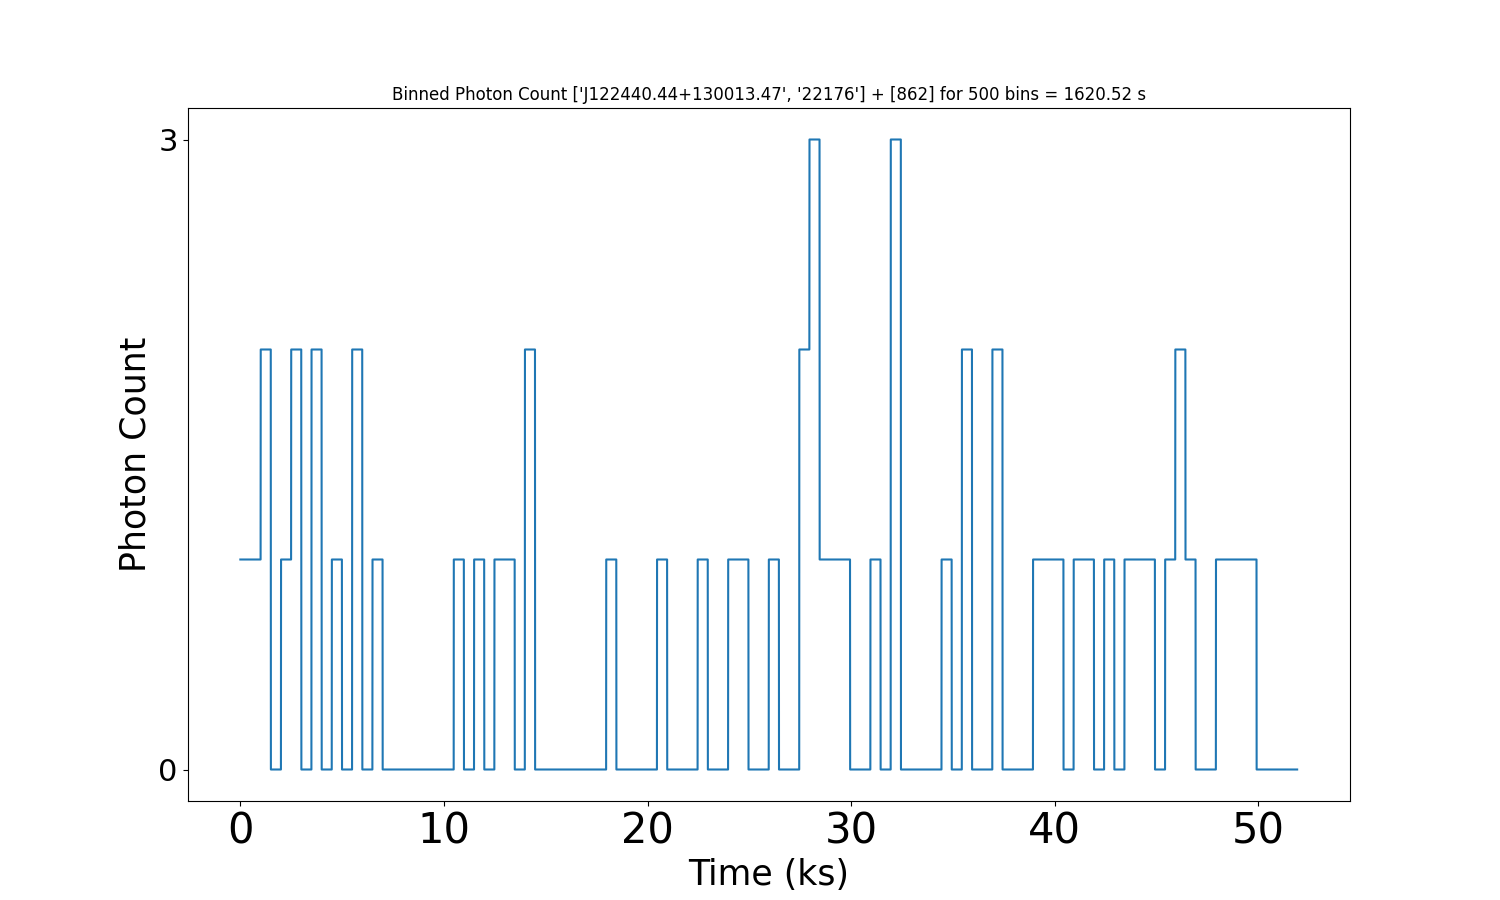 Binned Photon Count ['J122440.44+130013.47', '22176'] + [862] for 500 bins = 1620.52 s
3
Photon Count
0
0 10 20 30 40 50
Time (ks)